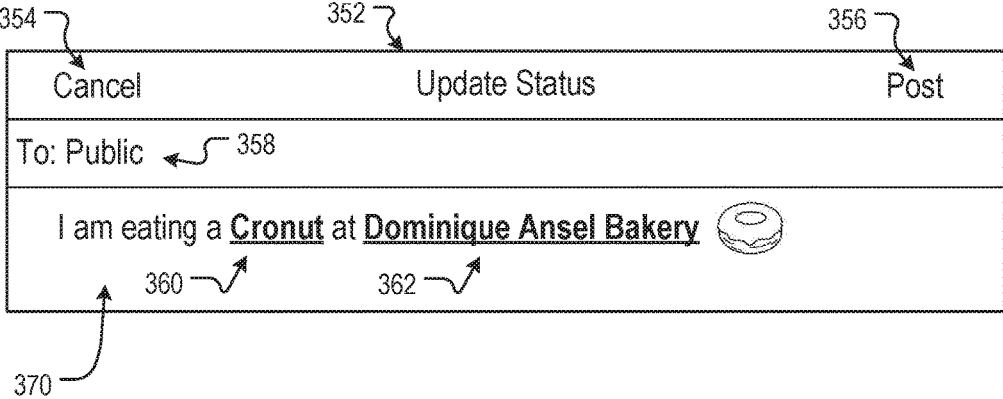 354 352 356
Cancel Update Status Post
To: Public 358
I am eating a Cronut at Dominique Ansel Bakery
360 362
370